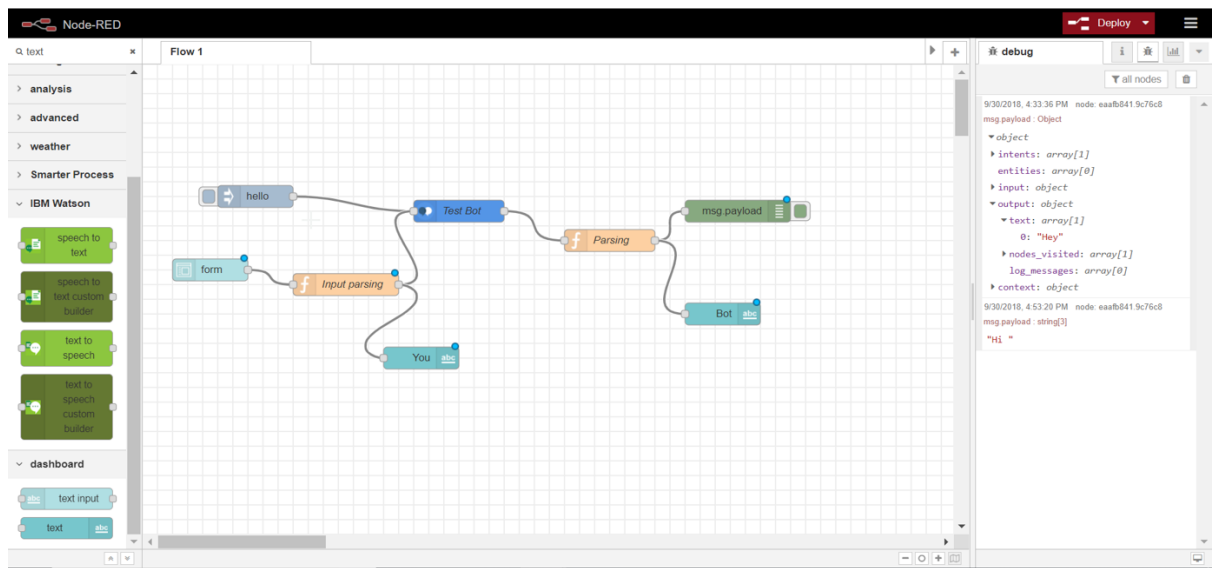 Node-RED
Deploy
text
Flow 1
debug
i
all nodes
analysis
advanced
weather
Smarter Process
IBM Watson
speech to
text
speech to
text custom
builder
text to
speech
text to
speech
custom
builder
dashboard
abc text input
text abc
hello
Test Bot
msg.payload
f Parsing
form
f Input parsing
Bot abc
You abc
9/30/2018, 4:33:36 PM node: eaafb841.9c76c8
msg.payload : Object
object
intents: array[1]
entities: array[0]
input: object
output: object
text: array[1]
0: "Hey"
nodes_visited: array[1]
log_messages: array[0]
context: object
9/30/2018, 4:53:20 PM node: eaafb841.9c76c8
msg.payload : string[3]
"Hi "